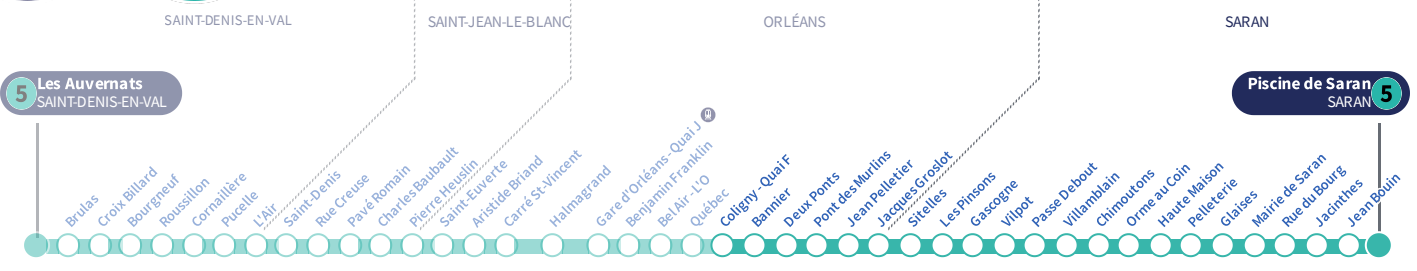 SAINT-DENIS-EN-VAL
SAINT-JEAN-LE-BLANC
ORLÉANS
SARAN
5
Les Auvernats
SAINT-DENIS-EN-VAL
Piscine de Saran
SARAN
5
Brulas
Croix Billard
Bourgneuf
Roussillon
Cornaillère
Pucelle
L'Air
Saint-Denis
Rue Creuse
Pavé Romain
Charles Baubault
Pierre Heuslin
Saint-Euverte
Aristide Briand
Carré St-Vincent
Halmagrand
Gare d'Orléans - Quai J
Benjamin Franklin
Bel Air - L'O
Québec
Coligny - Quai F
Bannier
Deux Ponts
Pont des Murlins
Jean Pelletier
Jacques Groslot
Sitelles
Les Pinsons
Gascogne
Vilpot
Passe Debout
Villamblain
Chimoutons
Orme au Coin
Haute Maison
Pelleterie
Glaises
Mairie de Saran
Rue du Bourg
Jacinthes
Jean Bouin